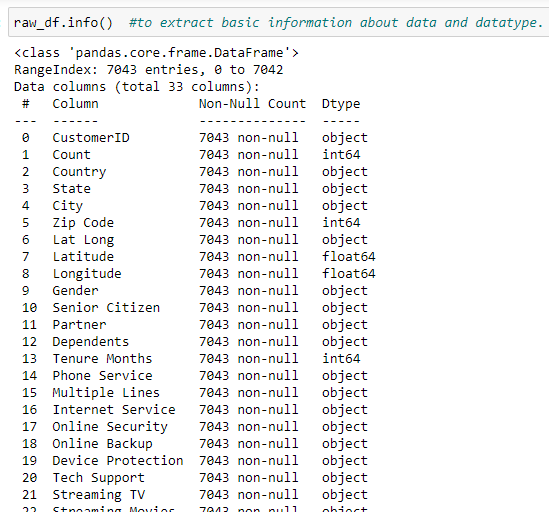 raw_df.info()  #to extract basic information about data and datatype.
<class 'pandas.core.frame.DataFrame'>
RangeIndex: 7043 entries, 0 to 7042
Data columns (total 33 columns):
 #   Column             Non-Null Count  Dtype
---  ------             --------------  -----
 0   CustomerID         7043 non-null   object
 1   Count              7043 non-null   int64
 2   Country            7043 non-null   object
 3   State              7043 non-null   object
 4   City               7043 non-null   object
 5   Zip Code           7043 non-null   int64
 6   Lat Long           7043 non-null   object
 7   Latitude           7043 non-null   float64
 8   Longitude          7043 non-null   float64
 9   Gender             7043 non-null   object
 10  Senior Citizen     7043 non-null   object
 11  Partner            7043 non-null   object
 12  Dependents         7043 non-null   object
 13  Tenure Months      7043 non-null   int64
 14  Phone Service      7043 non-null   object
 15  Multiple Lines     7043 non-null   object
 16  Internet Service   7043 non-null   object
 17  Online Security    7043 non-null   object
 18  Online Backup      7043 non-null   object
 19  Device Protection  7043 non-null   object
 20  Tech Support       7043 non-null   object
 21  Streaming TV       7043 non-null   object
 22  Streaming Movies   7043 non-null   object